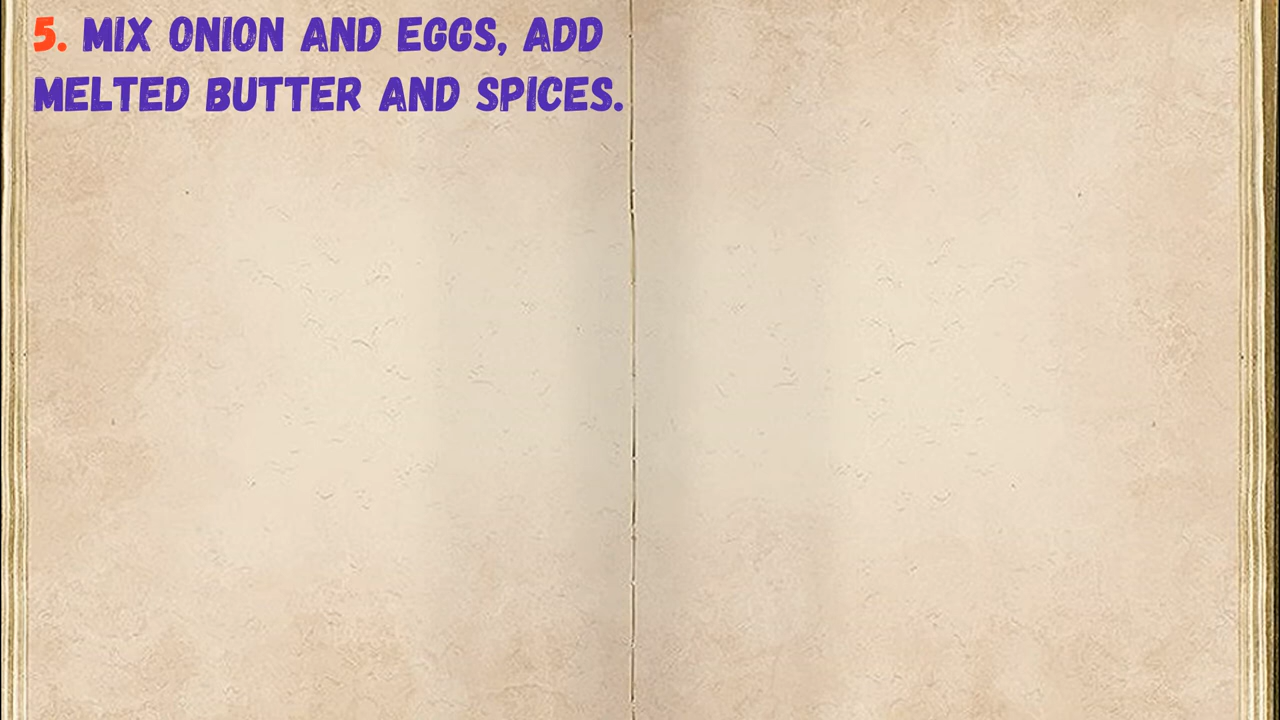 5. MIX ONION AND EGGS, ADD
MELTED BUTTER AND SPICES.